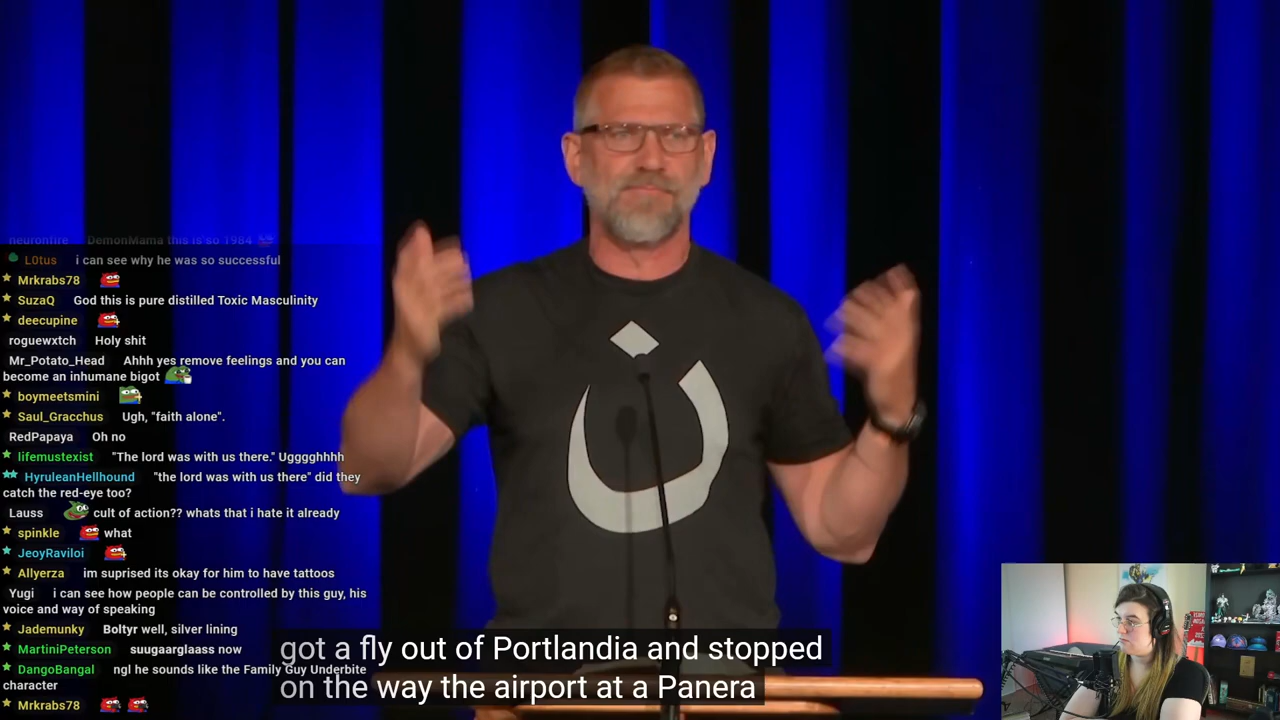 neuronfire DemonMama this is so 1984
L0tus i can see why he was so successful
Mrkrabs78
SuzaQ God this is pure distilled Toxic Masculinity
deecupine
roguewxtch Holy shit
Mr_Potato_Head Ahhh yes remove feelings and you can
become an inhumane bigot
boymeetsmini
Saul_Gracchus Ugh, "faith alone".
RedPapaya Oh no
lifemustexist "The lord was with us there." Ugggghhhh
HyruleanHellhound "the lord was with us there" did they
catch the red-eye too?
Lauss cult of action?? whats that i hate it already
spinkle what
JeoyRaviloi
Allyerza im suprised its okay for him to have tattoos
Yugi i can see how people can be controlled by this guy, his
voice and way of speaking
Jademunky Boltyr well, silver lining
MartiniPeterson suugaarglaass now
DangoBangal ngl he sounds like the Family Guy Underbite
character
Mrkrabs78
ن
got a fly out of Portlandia and stopped
on the way the airport at a Panera